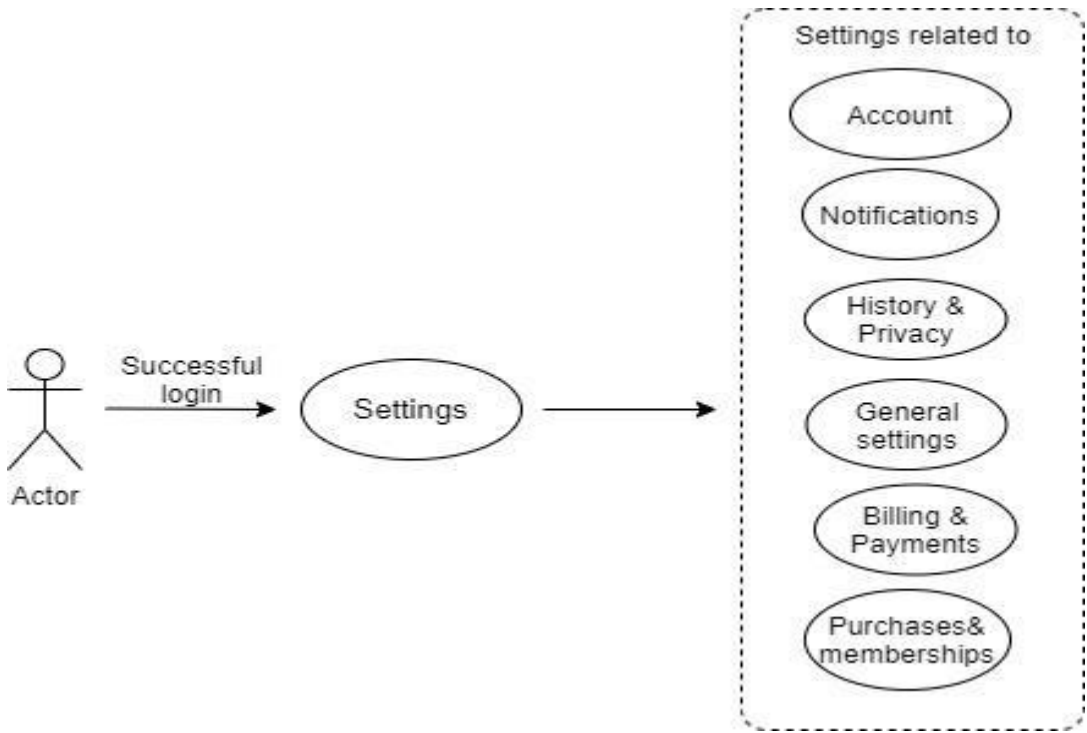 Settings related to
Account
Notifications
History &
Privacy
Successful
login
Settings
General
settings
Actor
Billing &
Payments
Purchases&
memberships